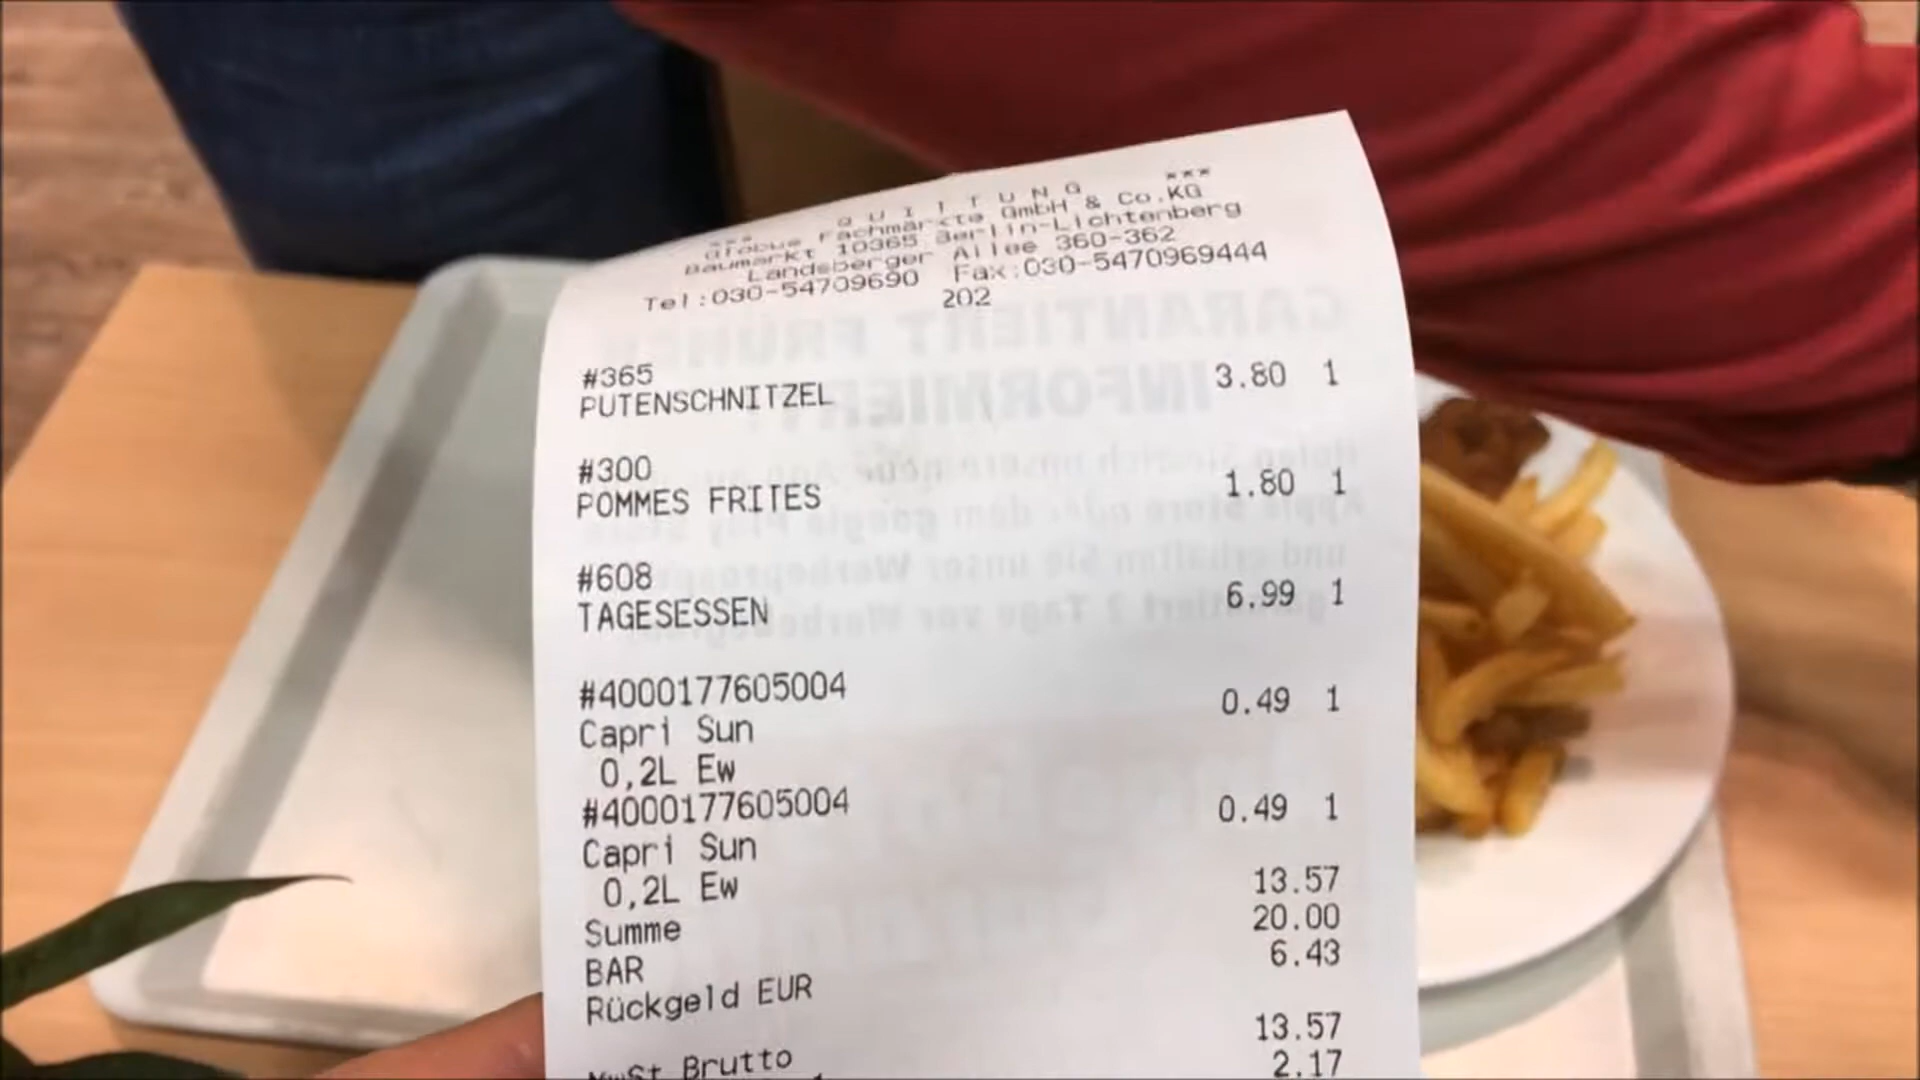 *** QUITTUNG ***
Globus Fachmärkte GmbH & Co.KG
Baumarkt 10365 Berlin-Lichtenberg
Landsberger Allee 360-362
Tel:030-54709690 Fax:030-5470969444
202
#365
PUTENSCHNITZEL 3.80 1
#300
POMMES FRITES 1.80 1
#608
TAGESESSEN 6.99 1
#4000177605004
Capri Sun 0.49 1
0,2L Ew
#4000177605004
Capri Sun 0.49 1
0,2L Ew
Summe 13.57
BAR 20.00
Rückgeld EUR 6.43
MwSt Brutto 13.57
2.17